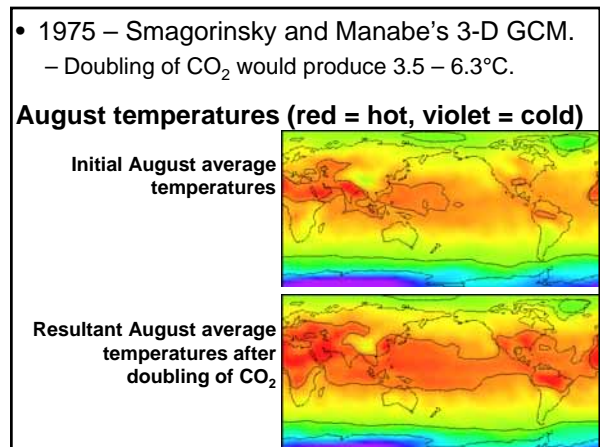 • 1975 – Smagorinsky and Manabe's 3-D GCM.
– Doubling of CO₂ would produce 3.5 – 6.3°C.
August temperatures (red = hot, violet = cold)
Initial August average
temperatures
Resultant August average
temperatures after
doubling of CO₂